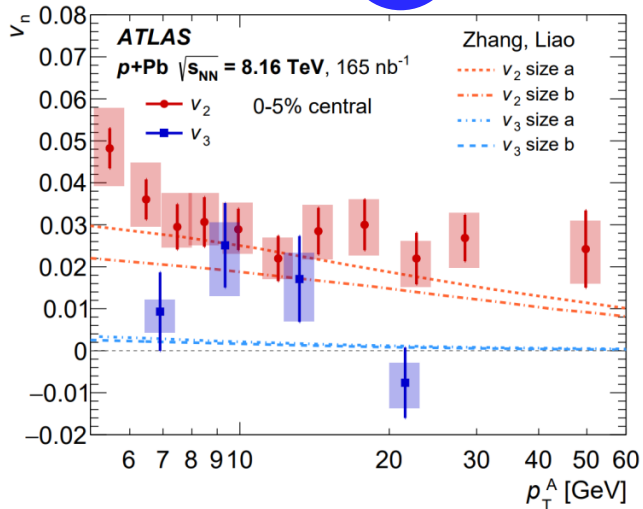 v_n
0.08
0.07
0.06
0.05
0.04
0.03
0.02
0.01
0
−0.01
−0.02
ATLAS
p+Pb √s_NN = 8.16 TeV, 165 nb⁻¹
v₂ 0-5% central
v₃
Zhang, Liao
v₂ size a
v₂ size b
v₃ size a
v₃ size b
6 7 8 9 10 20 30 40 50 60
p_T^A [GeV]